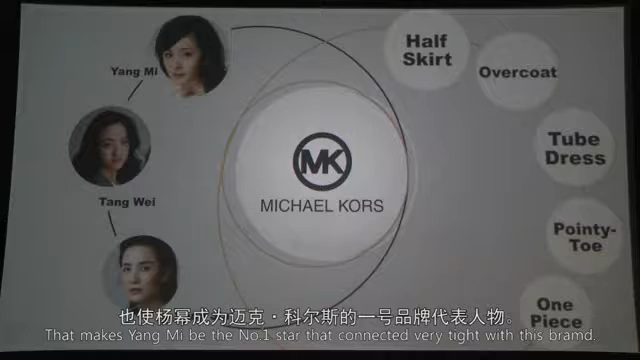 Yang Mi
Tang Wei
MK
MICHAEL KORS
Half
Skirt
Overcoat
Tube
Dress
Pointy-
Toe
One
Piece
也使杨幂成为迈克·科尔斯的一号品牌代表人物。
That makes Yang Mi be the No.1 star that connected very tight with this bramd.